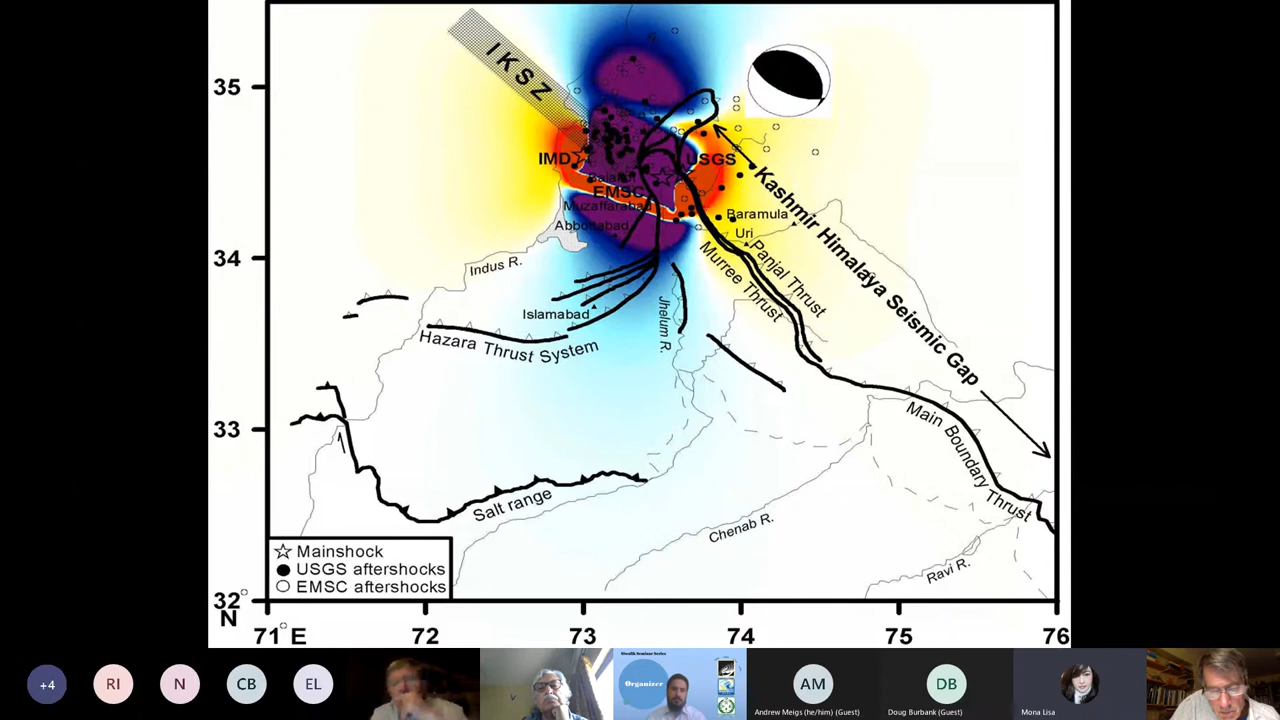 35
34
33
32°
N
71°E
72
73
74
75
76
IKSZ
IMD
USGS
EMSC
Muzaffarabad
Abbottabad
Baramula
Uri
Kashmir Himalaya Seismic Gap
Panjal Thrust
Murree Thrust
Indus R.
Islamabad
Jhelum R.
Hazara Thrust System
Main Boundary Thrust
Salt range
Chenab R.
Ravi R.
Mainshock
USGS aftershocks
EMSC aftershocks
+4
RI
N
CB
EL
Organizer
AM
Andrew Meigs (he/him) (Guest)
DB
Doug Burbank (Guest)
Mona Lisa